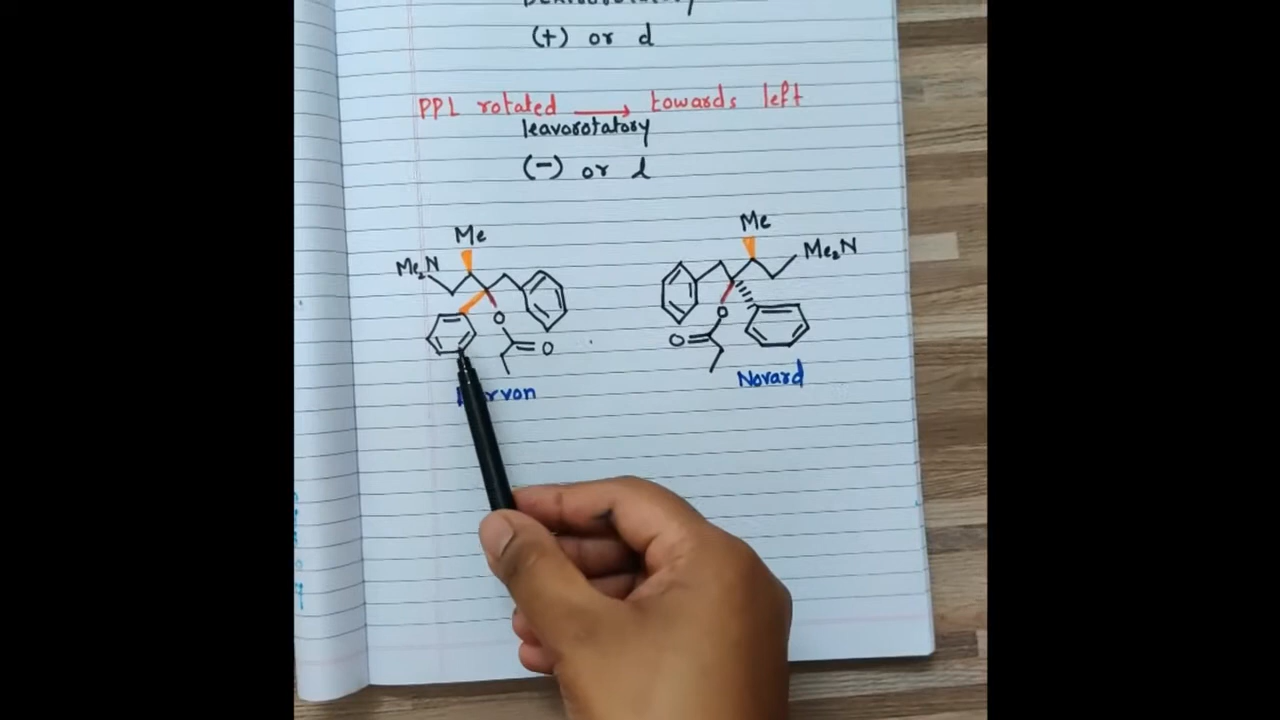 (+) or d
PPL rotated → towards left
leavorotatory
(-) or l
Me
Me₂N
O
O
Me
Me₂N
O
O
Novard